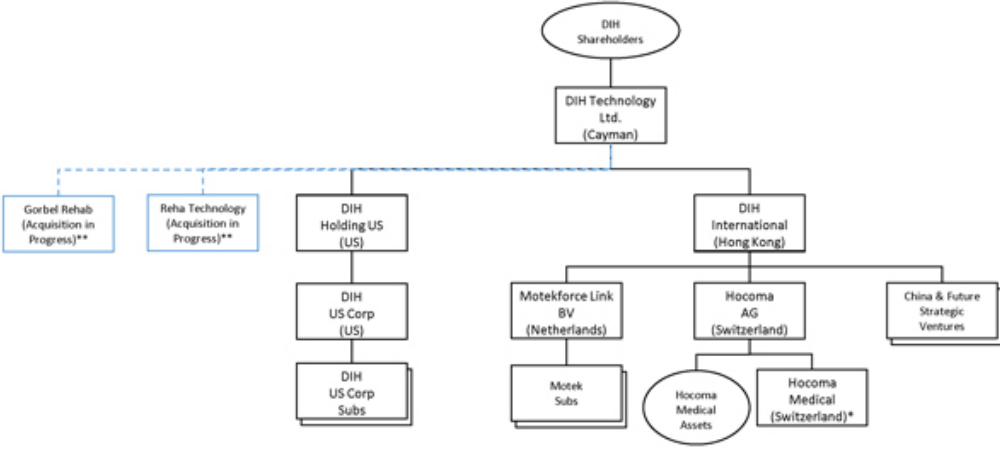 DIH
Shareholders
DIH Technology
Ltd.
(Cayman)
Gorbel Rehab
(Acquisition in
Progress)**
Reha Technology
(Acquisition in
Progress)**
DIH
Holding US
(US)
DIH
International
(Hong Kong)
DIH
US Corp
(US)
Motekforce Link
BV
(Netherlands)
Hocoma
AG
(Switzerland)
China & Future
Strategic
Ventures
DIH
US Corp
Subs
Motek
Subs
Hocoma
Medical
Assets
Hocoma
Medical
(Switzerland)*